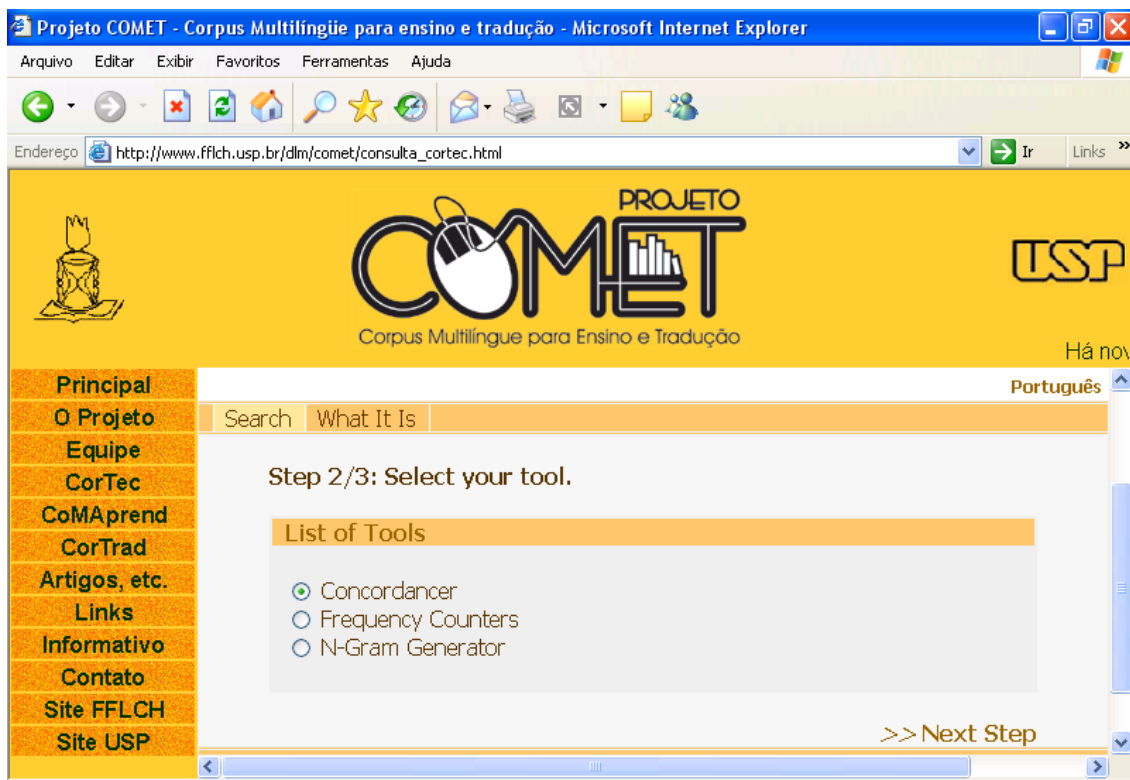 Projeto COMET - Corpus Multilíngüe para ensino e tradução - Microsoft Internet Explorer
Arquivo Editar Exibir Favoritos Ferramentas Ajuda
Endereço http://www.fflch.usp.br/dlm/comet/consulta_cortec.html Ir Links »
PROJETO
COMET
USP
Corpus Multilíngue para Ensino e Tradução
Há nov
Principal
Português
O Projeto
Search What It Is
Equipe
CorTec
Step 2/3: Select your tool.
CoMAprend
List of Tools
CorTrad
Artigos, etc.
Concordancer
Links
Frequency Counters
Informativo
N-Gram Generator
Contato
Site FFLCH
Site USP
>>Next Step